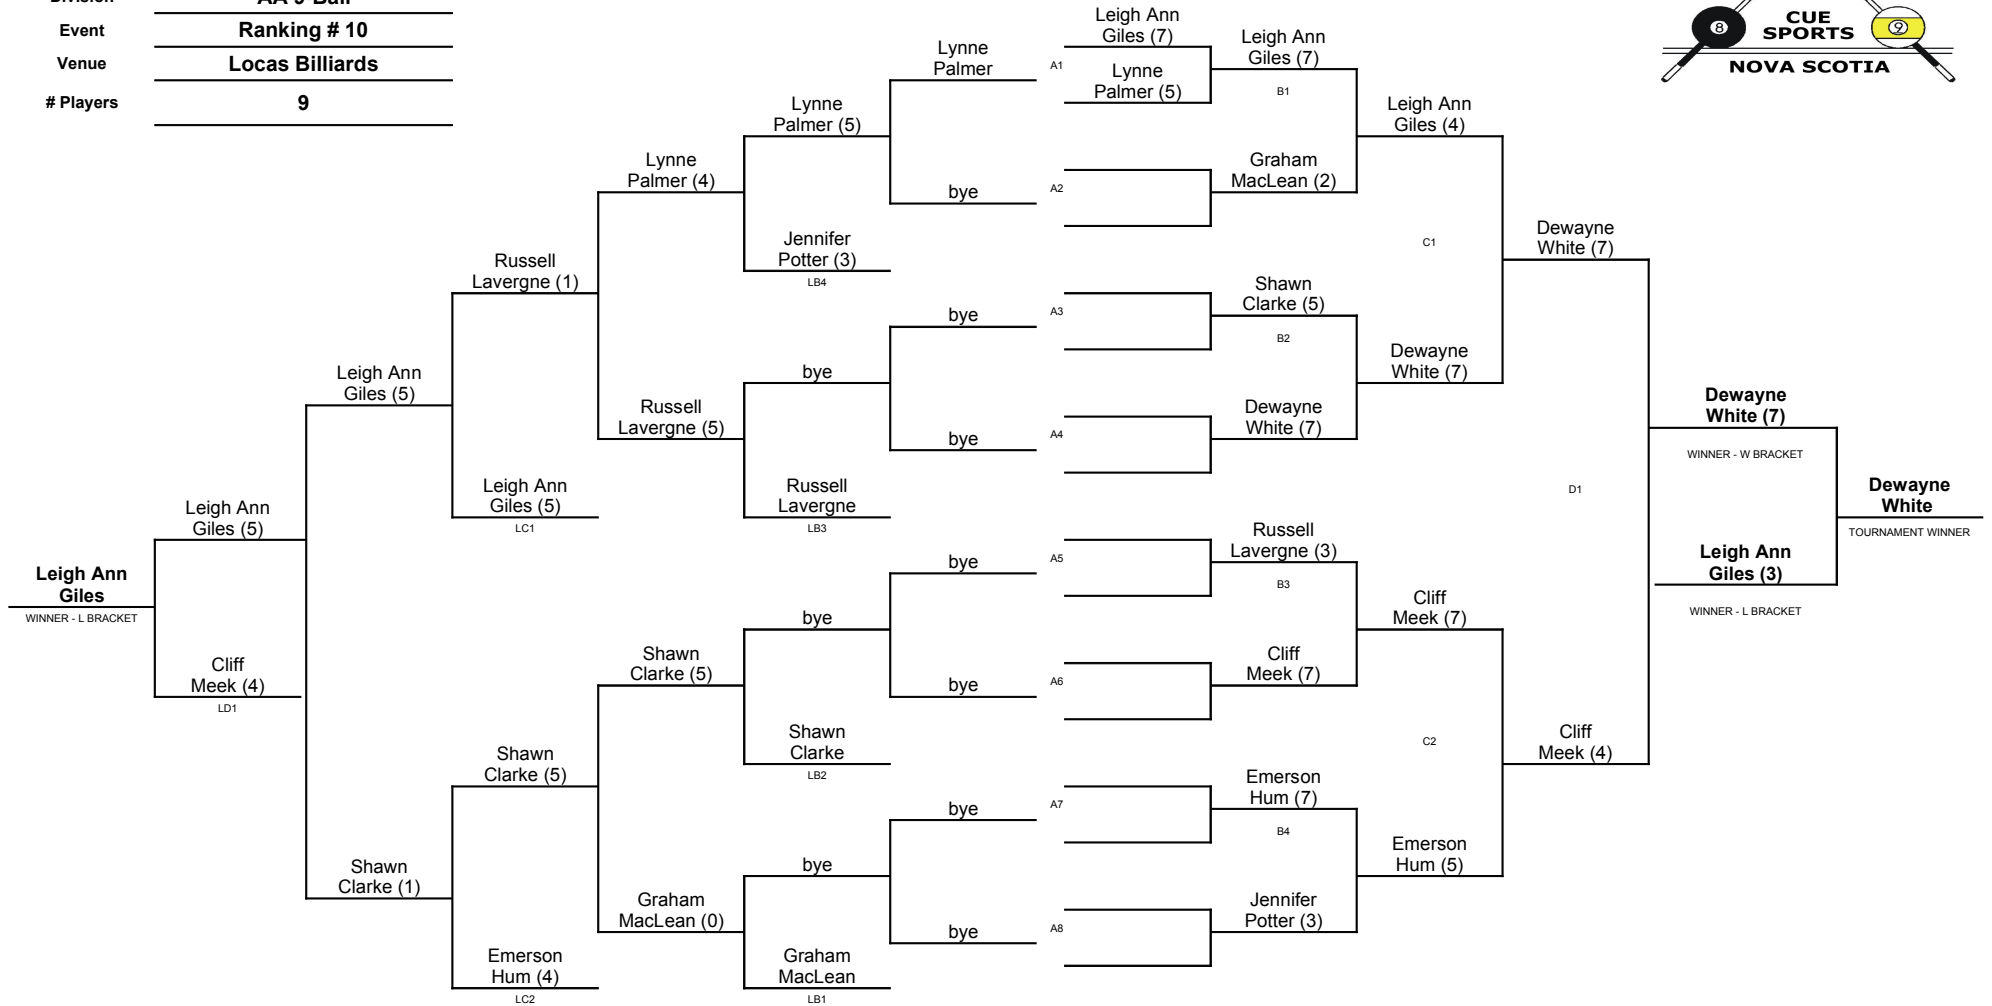 Division AA 9-Ball
Event Ranking # 10
Venue Locas Billiards
# Players 9
8
9
CUE
SPORTS
NOVA SCOTIA
Leigh Ann
Giles
WINNER - L BRACKET
Leigh Ann
Giles (5)
Cliff
Meek (4)
LD1
Leigh Ann
Giles (5)
Shawn
Clarke (1)
Russell
Lavergne (1)
Leigh Ann
Giles (5)
LC1
Shawn
Clarke (5)
Emerson
Hum (4)
LC2
Lynne
Palmer (4)
Russell
Lavergne (5)
Shawn
Clarke (5)
Graham
MacLean (0)
Lynne
Palmer (5)
Jennifer
Potter (3)
LB4
bye
Russell
Lavergne
LB3
bye
Shawn
Clarke
LB2
bye
Graham
MacLean
LB1
Lynne
Palmer
bye
bye
bye
bye
bye
bye
bye
A1
A2
A3
A4
A5
A6
A7
A8
Leigh Ann
Giles (7)
Lynne
Palmer (5)
Leigh Ann
Giles (7)
B1
Graham
MacLean (2)
Shawn
Clarke (5)
B2
Dewayne
White (7)
Russell
Lavergne (3)
B3
Cliff
Meek (7)
Emerson
Hum (7)
B4
Jennifer
Potter (3)
Leigh Ann
Giles (4)
C1
Dewayne
White (7)
Cliff
Meek (7)
C2
Emerson
Hum (5)
Dewayne
White (7)
D1
Cliff
Meek (4)
Dewayne
White (7)
WINNER - W BRACKET
Leigh Ann
Giles (3)
WINNER - L BRACKET
Dewayne
White
TOURNAMENT WINNER